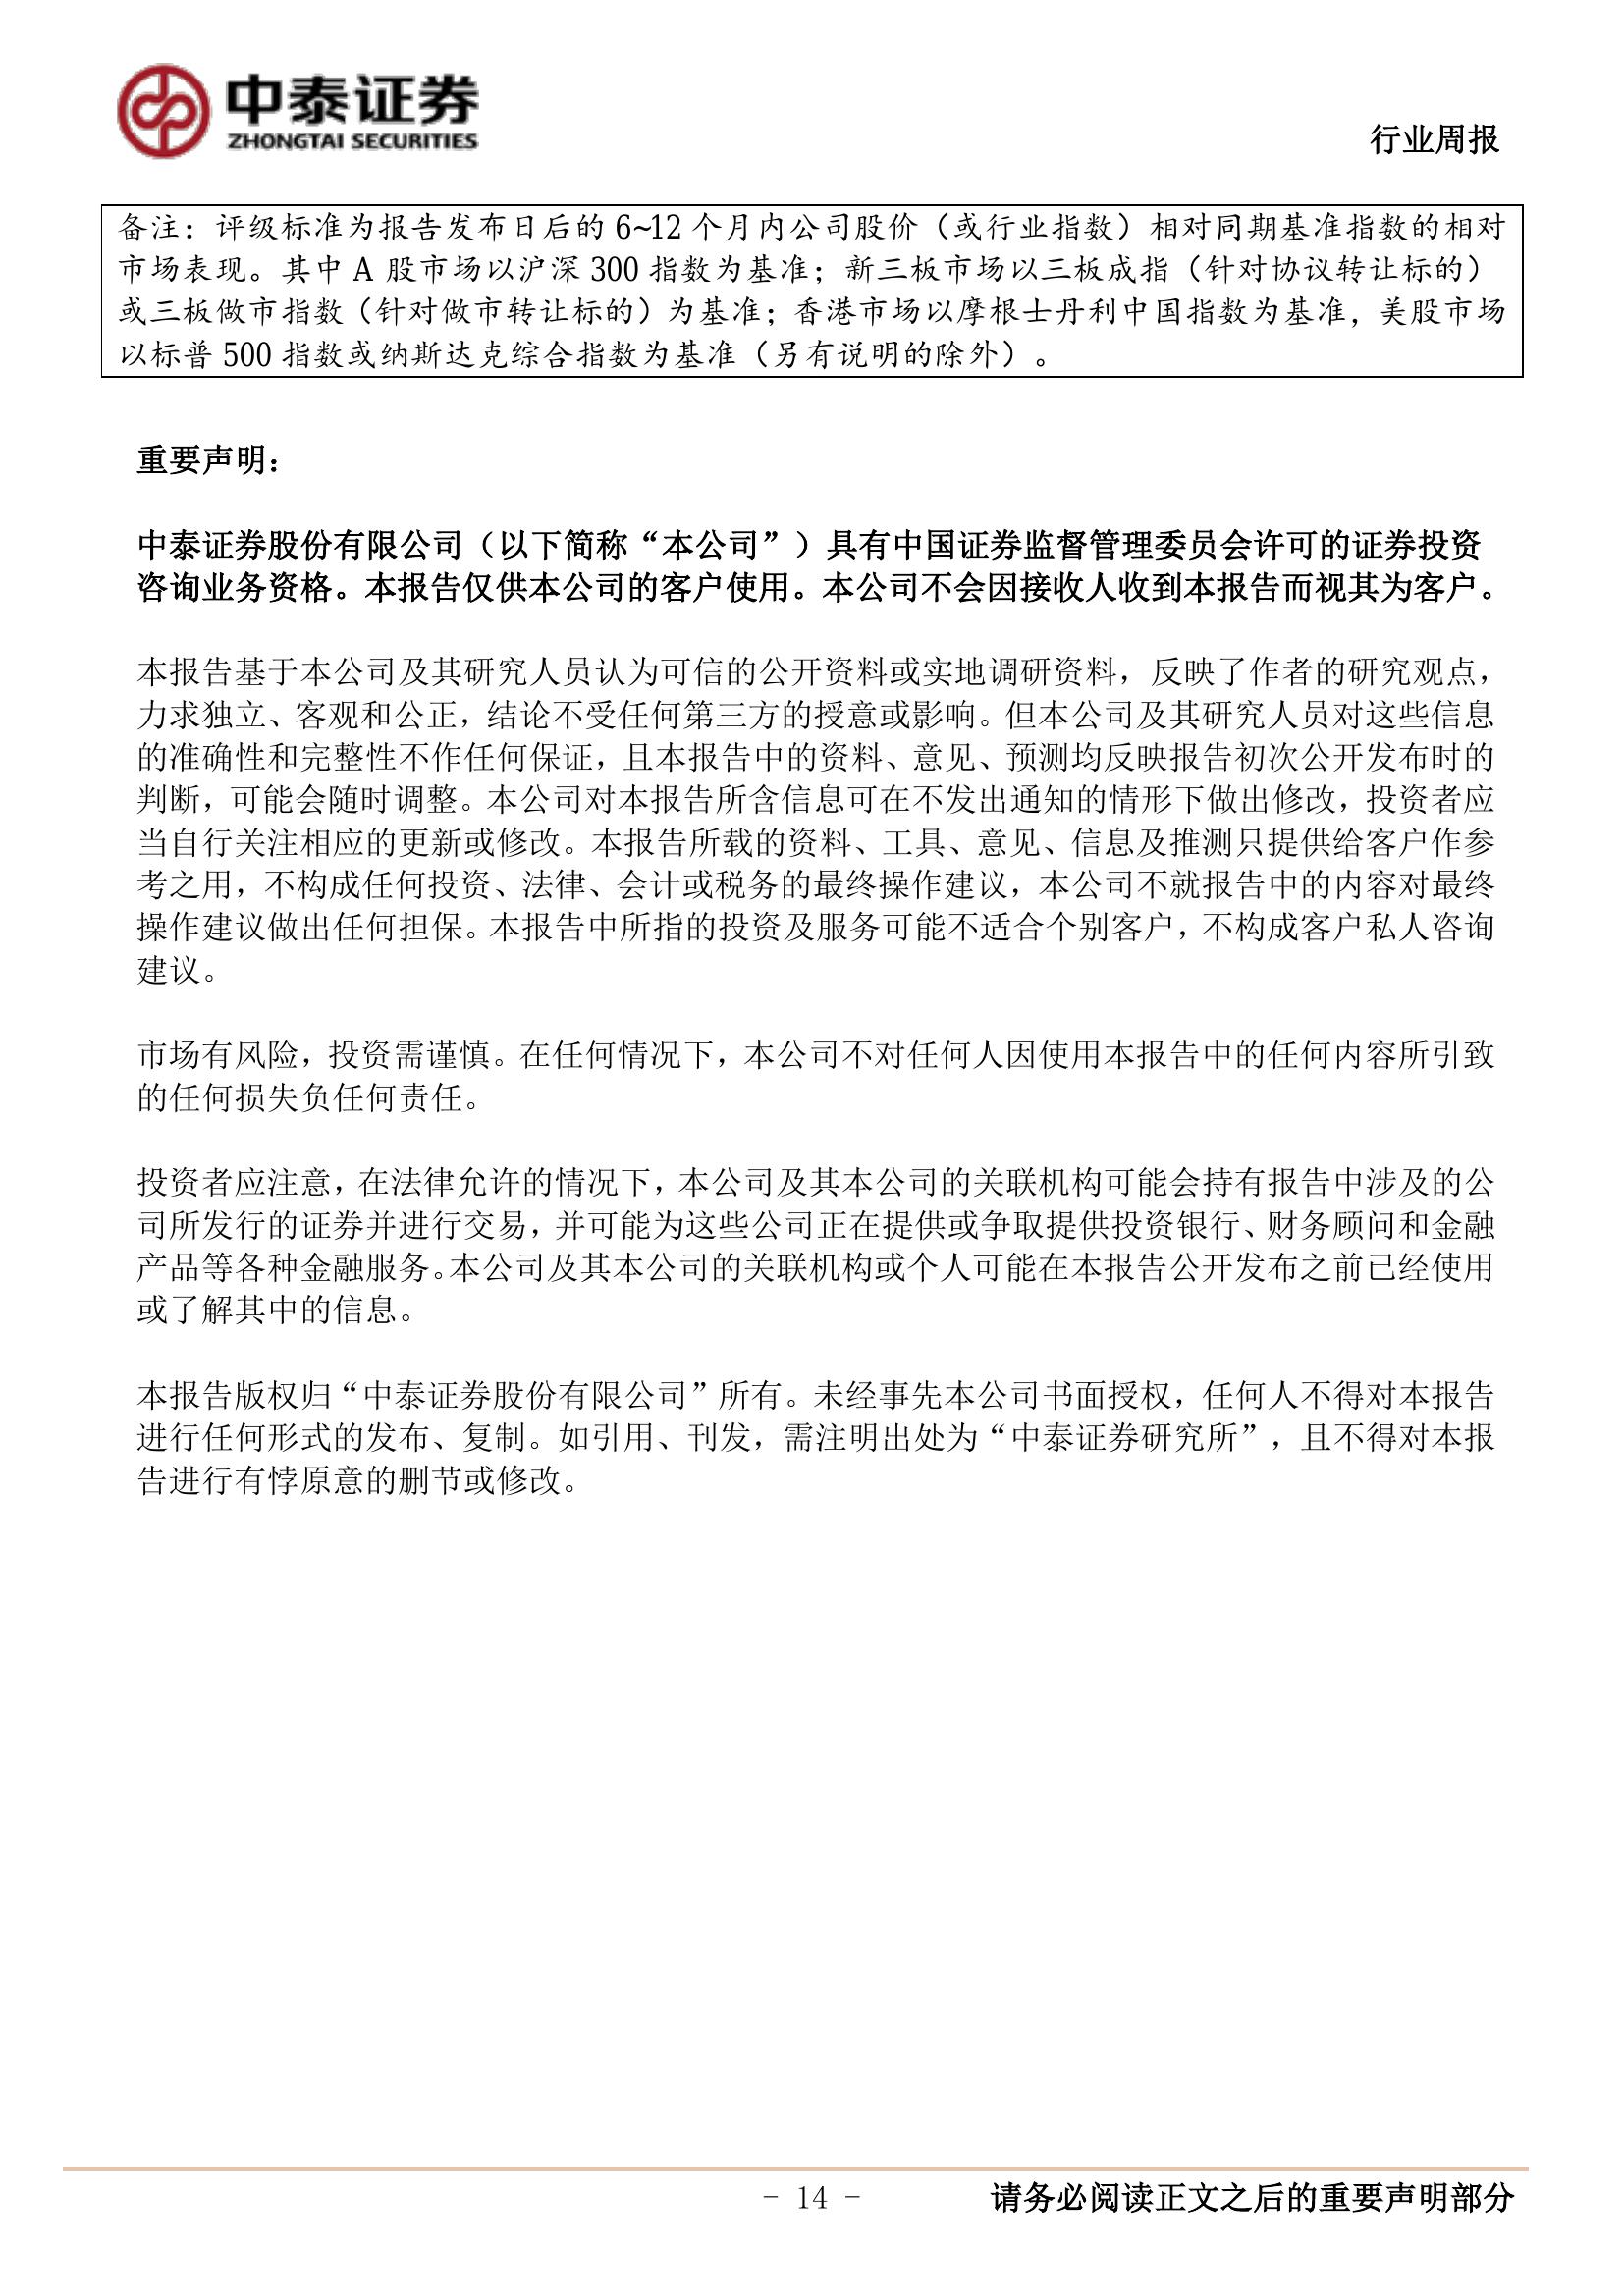 中泰证券
ZHONGTAI SECURITIES
行业周报
备注：评级标准为报告发布日后的 6~12 个月内公司股价（或行业指数）相对同期基准指数的相对
市场表现。其中 A 股市场以沪深 300 指数为基准；新三板市场以三板成指（针对协议转让标的）
或三板做市指数（针对做市转让标的）为基准；香港市场以摩根士丹利中国指数为基准，美股市场
以标普 500 指数或纳斯达克综合指数为基准（另有说明的除外）。
重要声明：
中泰证券股份有限公司（以下简称“本公司”）具有中国证券监督管理委员会许可的证券投资
咨询业务资格。本报告仅供本公司的客户使用。本公司不会因接收人收到本报告而视其为客户。
本报告基于本公司及其研究人员认为可信的公开资料或实地调研资料，反映了作者的研究观点，
力求独立、客观和公正，结论不受任何第三方的授意或影响。但本公司及其研究人员对这些信息
的准确性和完整性不作任何保证，且本报告中的资料、意见、预测均反映报告初次公开发布时的
判断，可能会随时调整。本公司对本报告所含信息可在不发出通知的情形下做出修改，投资者应
当自行关注相应的更新或修改。本报告所载的资料、工具、意见、信息及推测只提供给客户作参
考之用，不构成任何投资、法律、会计或税务的最终操作建议，本公司不就报告中的内容对最终
操作建议做出任何担保。本报告中所指的投资及服务可能不适合个别客户，不构成客户私人咨询
建议。
市场有风险，投资需谨慎。在任何情况下，本公司不对任何人因使用本报告中的任何内容所引致
的任何损失负任何责任。
投资者应注意，在法律允许的情况下，本公司及其本公司的关联机构可能会持有报告中涉及的公
司所发行的证券并进行交易，并可能为这些公司正在提供或争取提供投资银行、财务顾问和金融
产品等各种金融服务。本公司及其本公司的关联机构或个人可能在本报告公开发布之前已经使用
或了解其中的信息。
本报告版权归“中泰证券股份有限公司”所有。未经事先本公司书面授权，任何人不得对本报告
进行任何形式的发布、复制。如引用、刊发，需注明出处为“中泰证券研究所”，且不得对本报
告进行有悖原意的删节或修改。
- 14 -
请务必阅读正文之后的重要声明部分